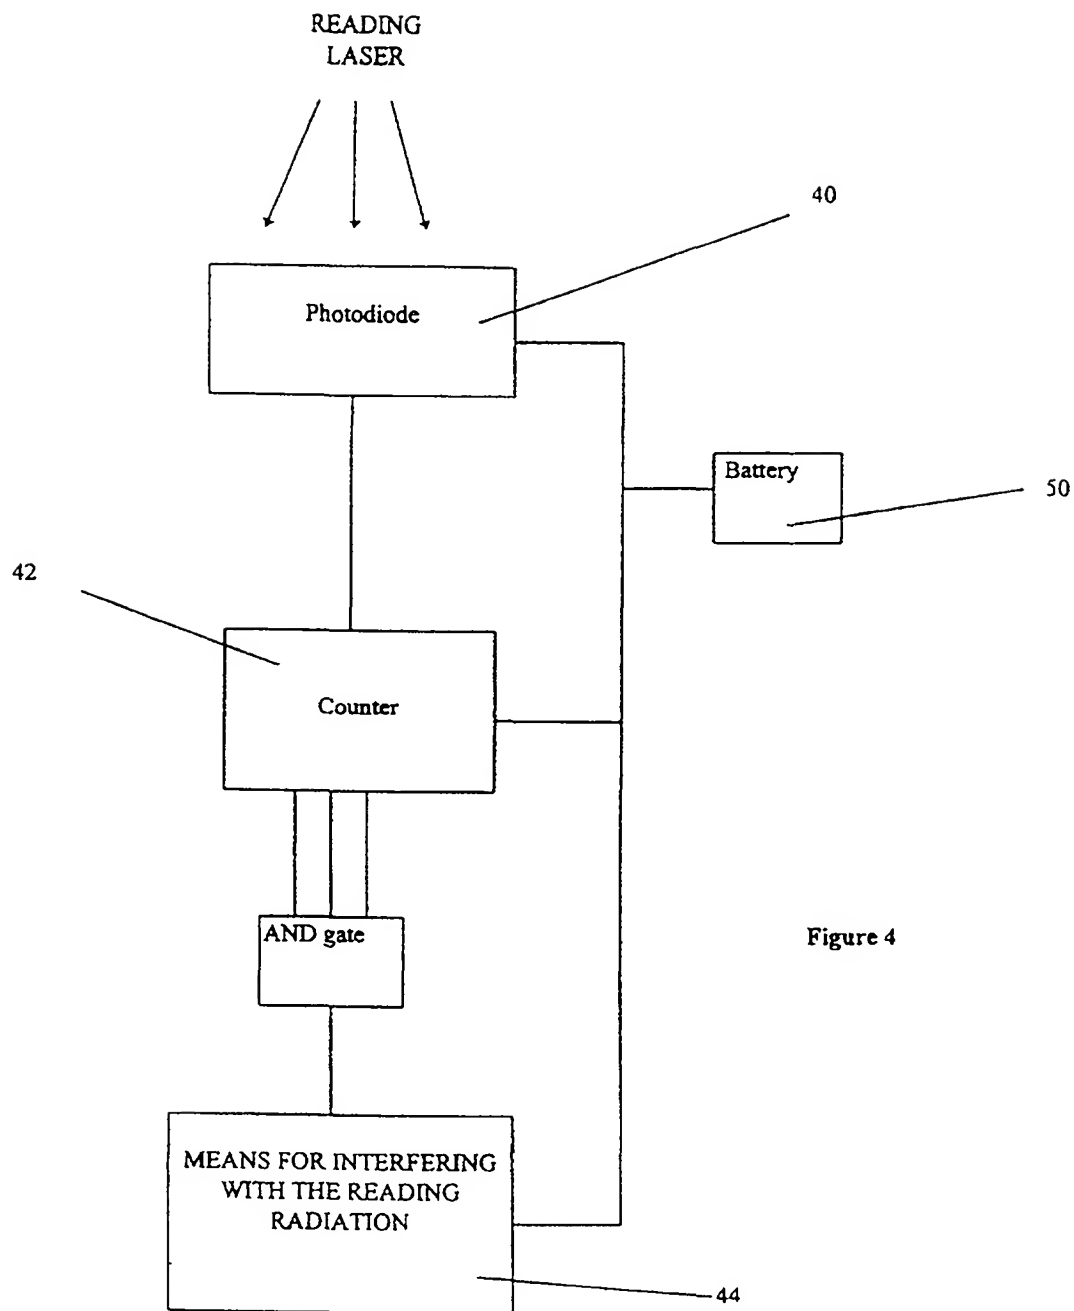 READING
LASER
40
Photodiode
Battery
50
42
Counter
AND gate
Figure 4
MEANS FOR INTERFERING
WITH THE READING
RADIATION
44